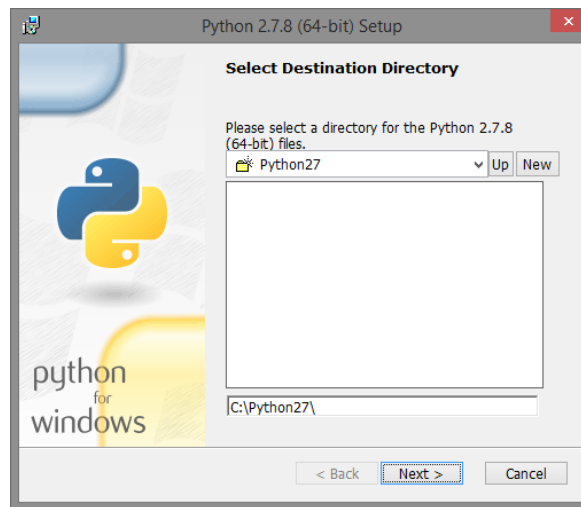 Python 2.7.8 (64-bit) Setup
Select Destination Directory
Please select a directory for the Python 2.7.8
(64-bit) files.
Python27
Up
New
C:\Python27\
python
for
windows
< Back
Next >
Cancel